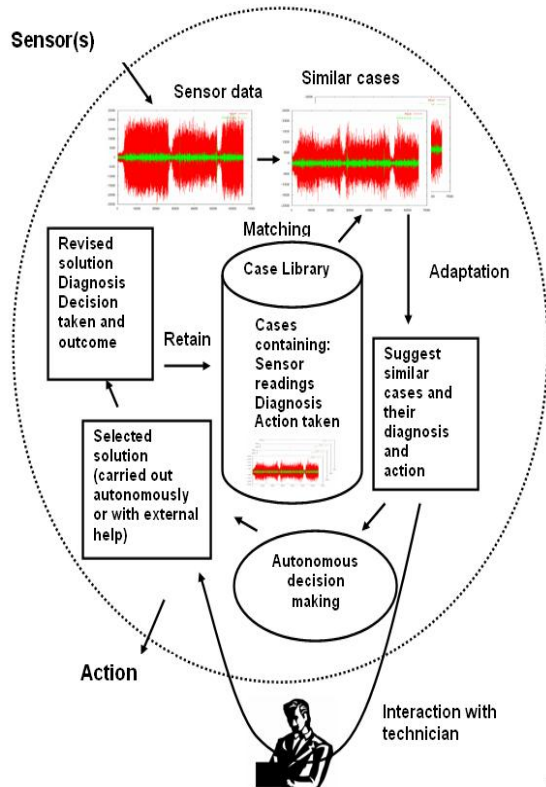 Sensor(s)
Sensor data
Similar cases
Matching
Revised
solution
Diagnosis
Decision
taken and
outcome
Retain
Case Library
Cases
containing:
Sensor
readings
Diagnosis
Action taken
Adaptation
Suggest
similar cases
and their
diagnosis
and
action
Selected
solution
(carried out
autonomously
or with external
help)
Autonomous
decision
making
Action
Interaction with
technician